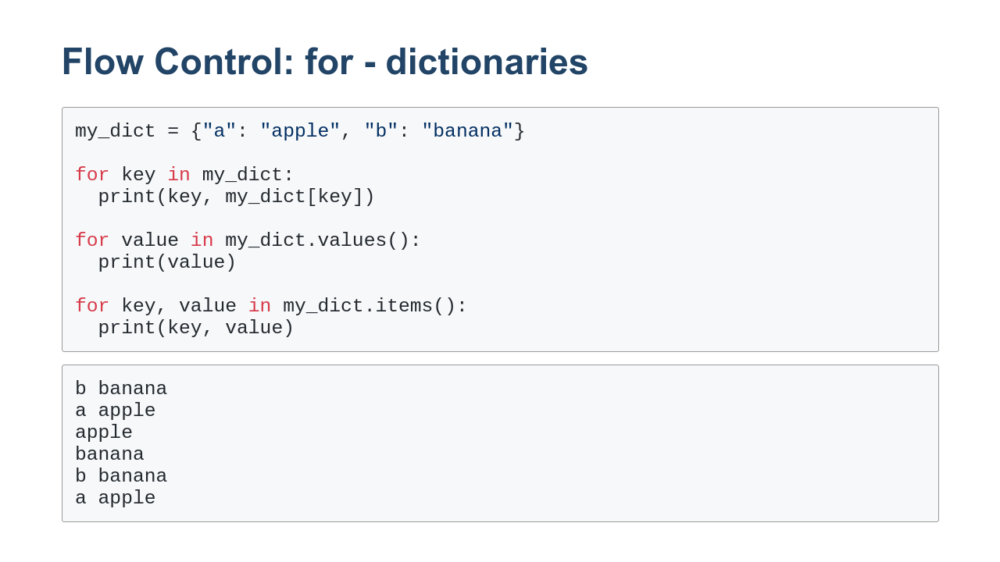 Flow Control: for - dictionaries
my_dict = {"a": "apple", "b": "banana"}
for key in my_dict:
  print(key, my_dict[key])
for value in my_dict.values():
  print(value)
for key, value in my_dict.items():
  print(key, value)
b banana
a apple
apple
banana
b banana
a apple